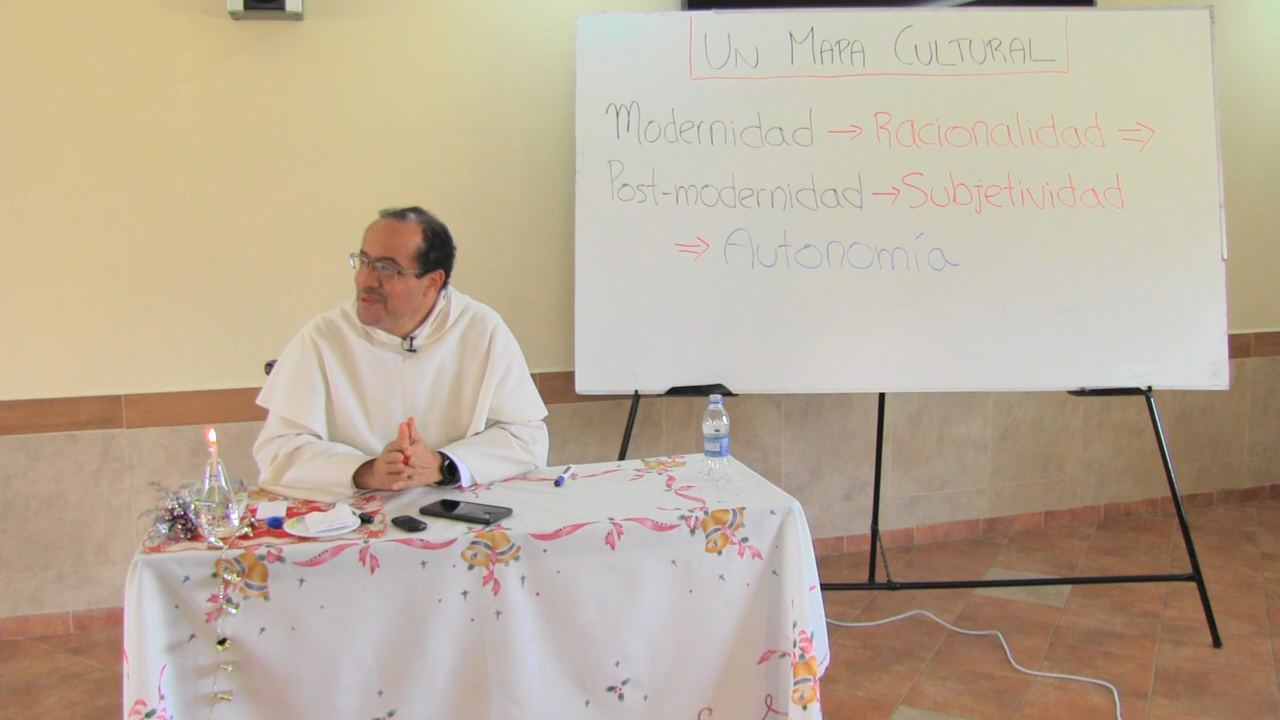 UN MAPA CULTURAL
Modernidad → Racionalidad ⇒
Post-modernidad → Subjetividad
⇒ Autonomía